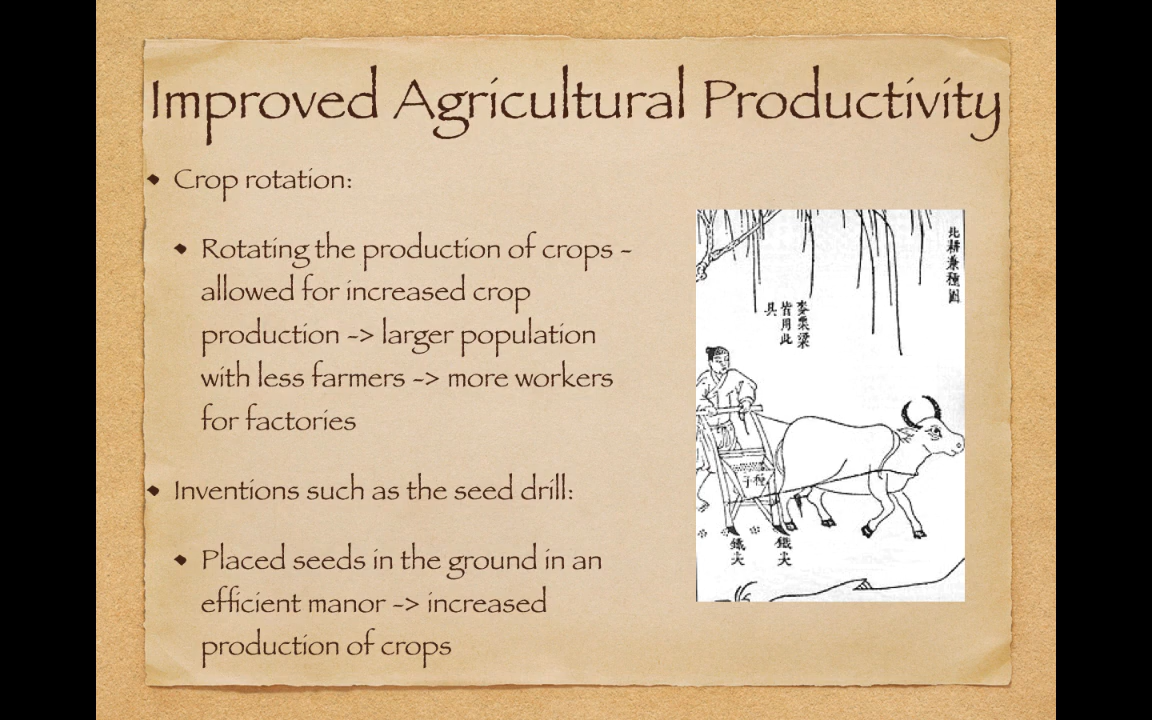 Improved Agricultural Productivity
• Crop rotation:
• Rotating the production of crops -
allowed for increased crop
production -> larger population
with less farmers -> more workers
for factories
• Inventions such as the seed drill:
• Placed seeds in the ground in an
efficient manor -> increased
production of crops
北耕兼種圖
麥粟粱
皆用此
具
種子
鐵尖
鐵尖